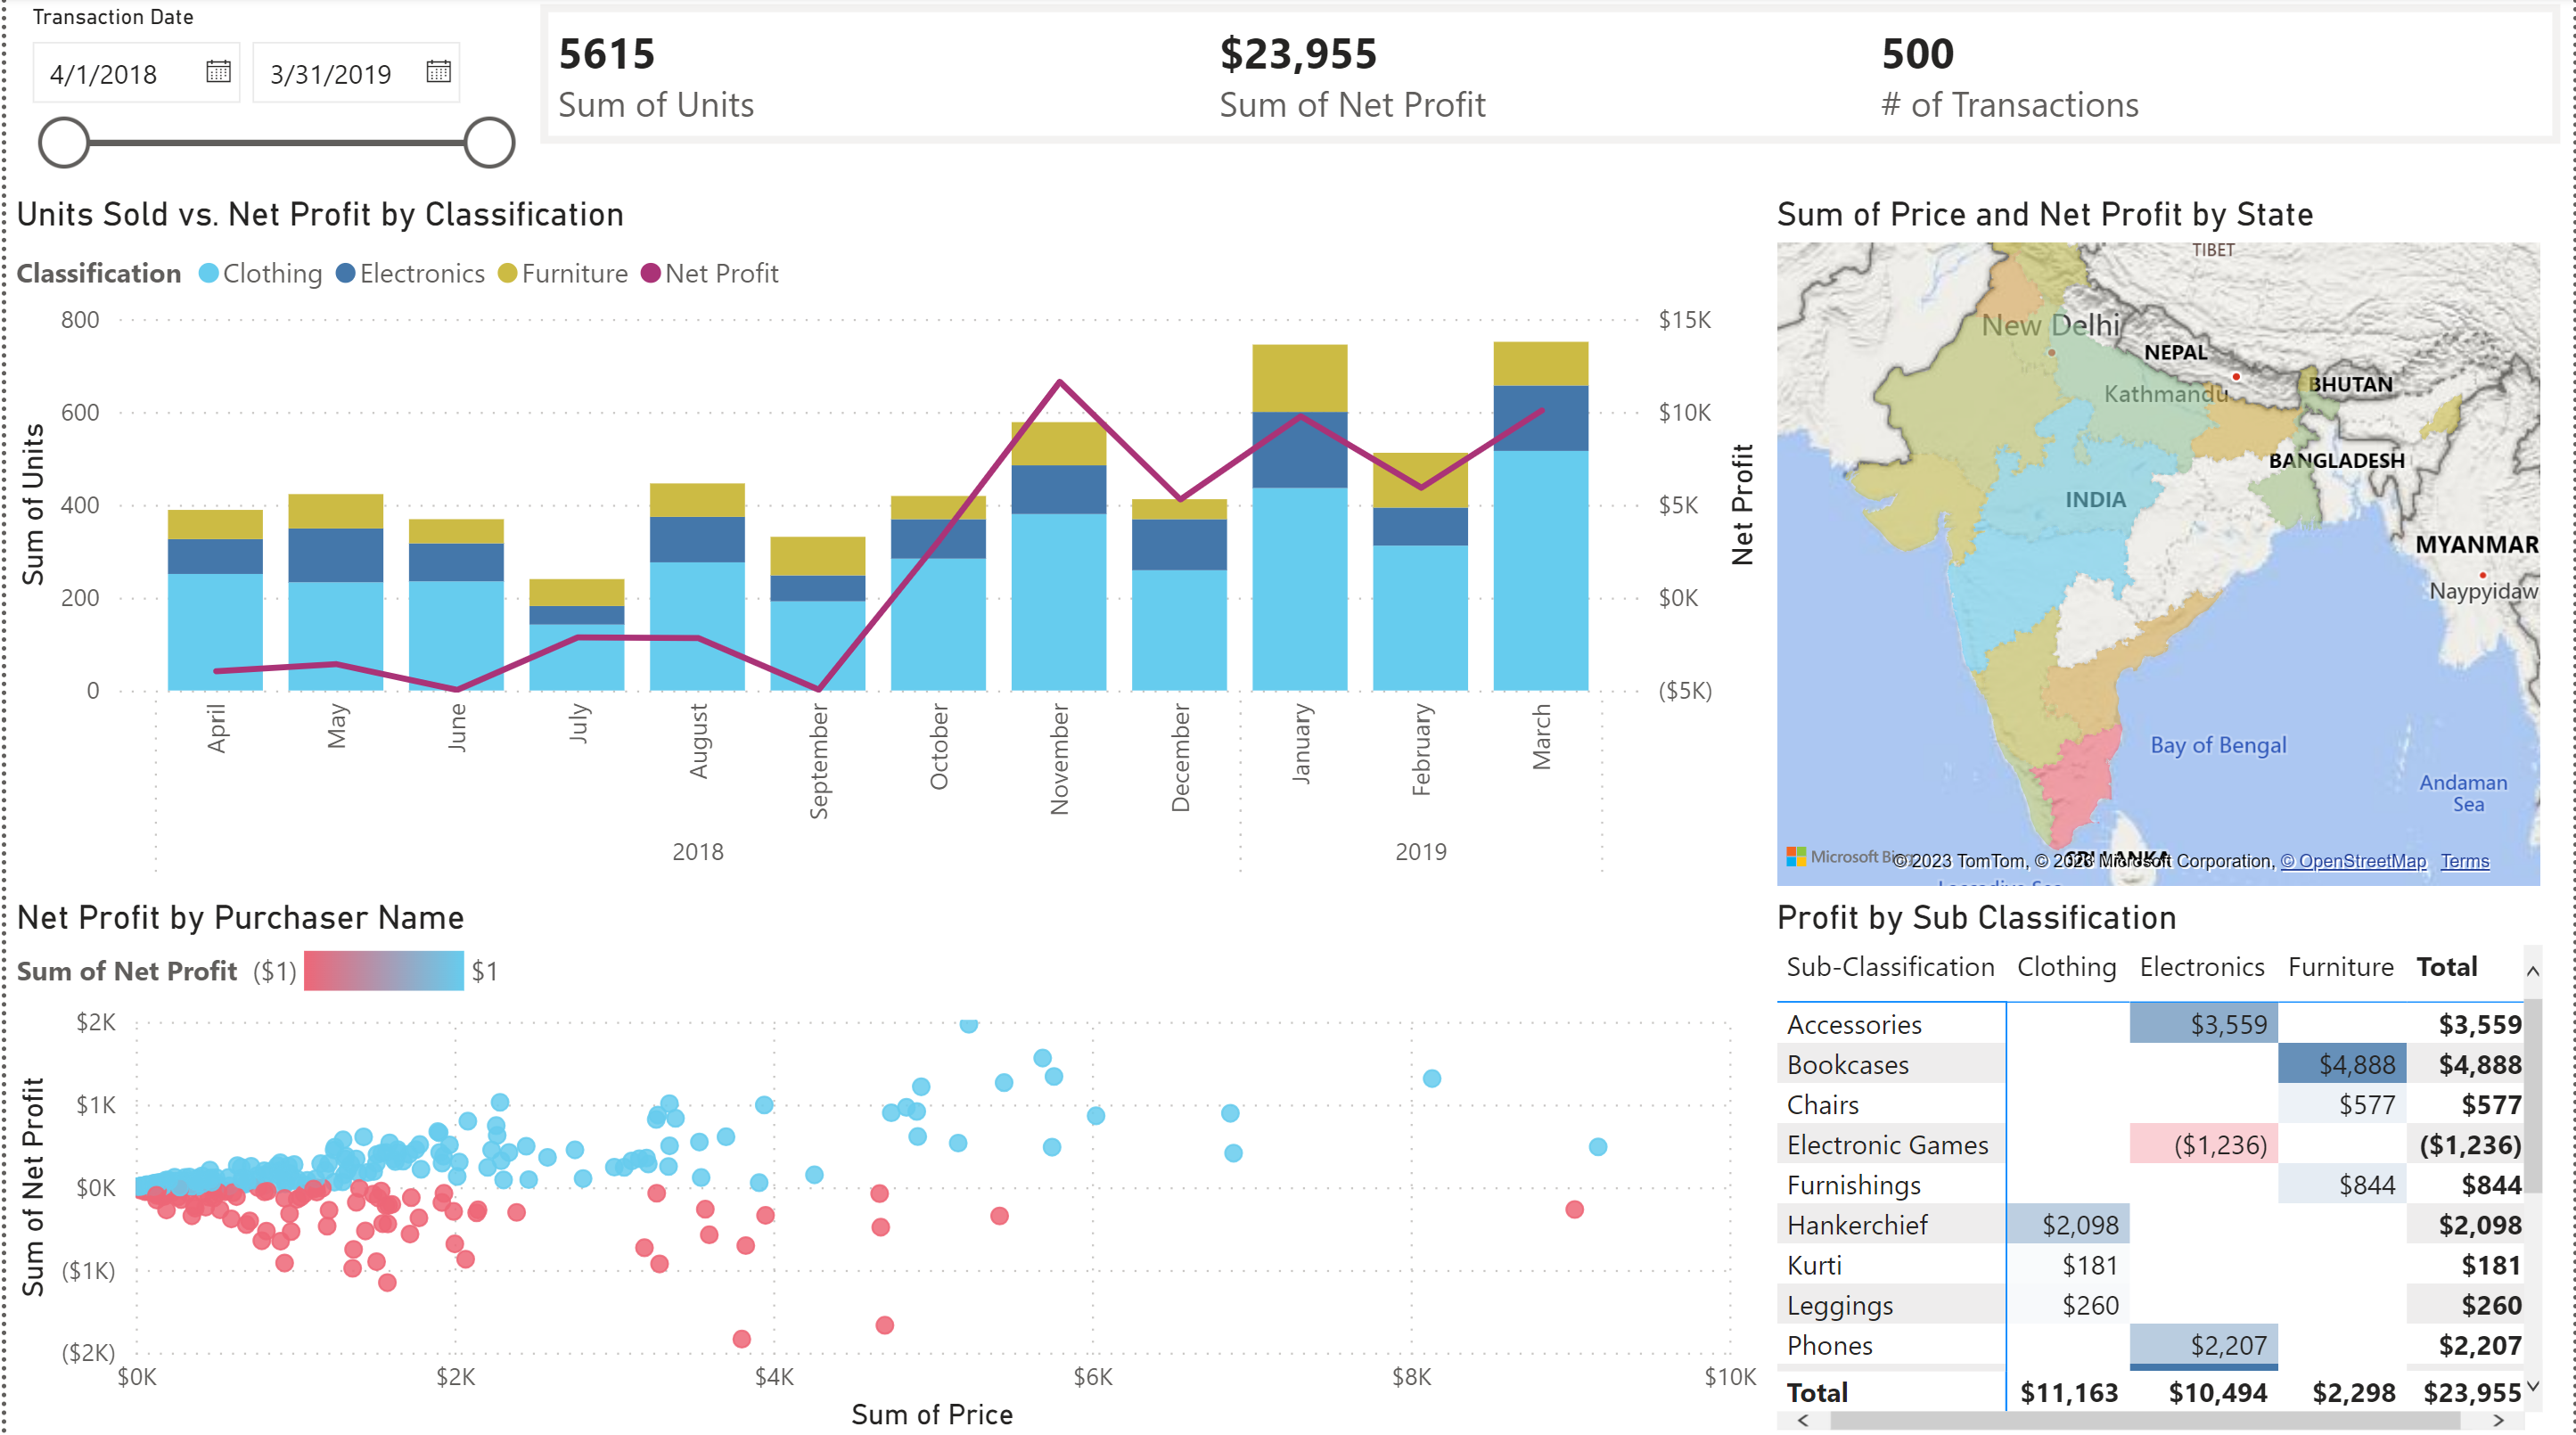 Transaction Date
4/1/2018 3/31/2019
5615 $23,955 500
Sum of Units Sum of Net Profit # of Transactions
Units Sold vs. Net Profit by Classification
Classification Clothing Electronics Furniture Net Profit
800 $15K
600 $10K
400 $5K
200 $0K
0 ($5K)
Sum of Units
Net Profit
April May June July August September October November December January February March
2018 2019
Sum of Price and Net Profit by State
TIBET
New Delhi
NEPAL
BHUTAN
Kathmandu
BANGLADESH
INDIA
MYANMAR
Naypyidaw
Bay of Bengal
Andaman
Sea
SRI LANKA
Microsoft Bing
© 2023 TomTom, © 2023 Microsoft Corporation, © OpenStreetMap Terms
Net Profit by Purchaser Name
Sum of Net Profit ($1) $1
$2K
$1K
$0K
($1K)
($2K)
Sum of Net Profit
$0K $2K $4K $6K $8K $10K
Sum of Price
Profit by Sub Classification
Sub-Classification Clothing Electronics Furniture Total
Accessories $3,559 $3,559
Bookcases $4,888 $4,888
Chairs $577 $577
Electronic Games ($1,236) ($1,236)
Furnishings $844 $844
Hankerchief $2,098 $2,098
Kurti $181 $181
Leggings $260 $260
Phones $2,207 $2,207
Total $11,163 $10,494 $2,298 $23,955